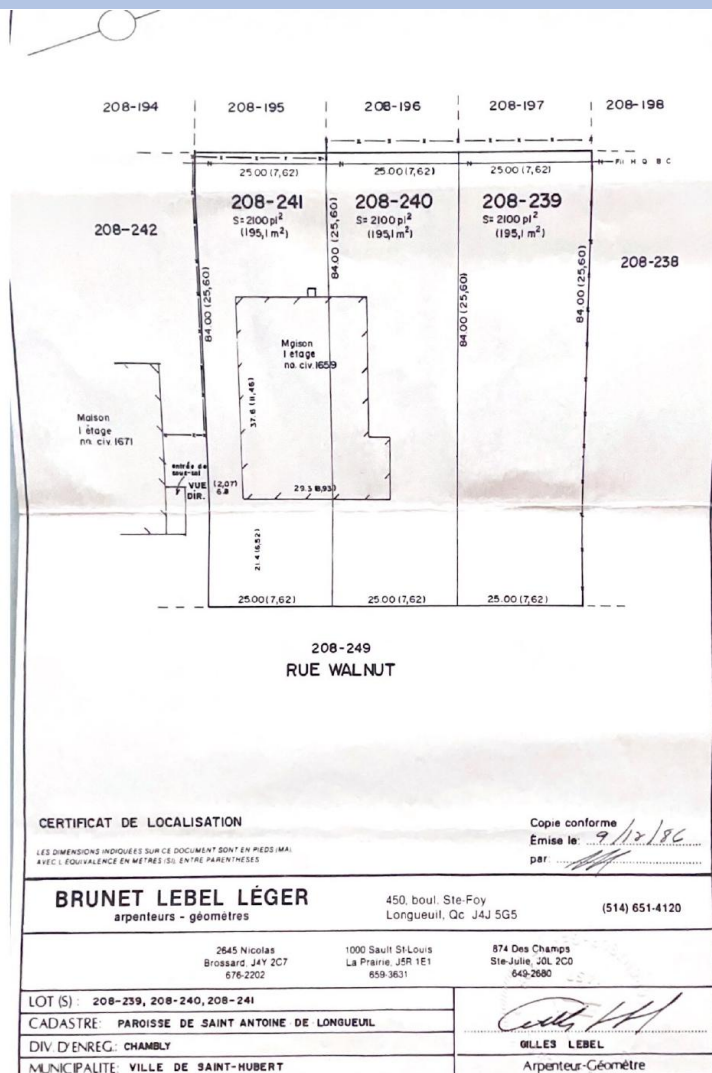 208-194 208-195 208-196 208-197 208-198
25.00 (7,62) 25.00 (7,62) 25.00 (7,62) Fil H Q B C
208-241 208-240 208-239
S= 2100 pi² S= 2100 pi² S= 2100 pi²
(195,1 m²) (195,1 m²) (195,1 m²)
208-242
208-238
84.00 (25,60) 84.00 (25,60) 84.00 (25,60) 84.00 (25,60)
Maison
1 étage
no. civ. 1659
37.6 (11,46)
Maison
1 étage
no. civ. 1671
entrée de
sous-sol
VUE
DIR.
(2,07)
6.8
29.3 (8,93)
21.4 (6,52)
25.00 (7,62) 25.00 (7,62) 25.00 (7,62)
208-249
RUE WALNUT
CERTIFICAT DE LOCALISATION
LES DIMENSIONS INDIQUÉES SUR CE DOCUMENT SONT EN PIEDS (MA)
AVEC L'ÉQUIVALENCE EN MÈTRES (SI) ENTRE PARENTHÈSES
Copie conforme
Émise le: 9/12/86
par:
BRUNET LEBEL LÉGER
arpenteurs - géomètres
450, boul. Ste-Foy
Longueuil, Qc J4J 5G5
(514) 651-4120
2645 Nicolas
Brossard, J4Y 2C7
676-2202
1000 Sault St-Louis
La Prairie, J5R 1E1
659-3631
874 Des Champs
Ste-Julie, J0L 2C0
649-2680
LOT (S) : 208-239, 208-240, 208-241
CADASTRE: PAROISSE DE SAINT ANTOINE DE LONGUEUIL
DIV. D'ENREG.: CHAMBLY
MUNICIPALITÉ: VILLE DE SAINT-HUBERT
GILLES LEBEL
Arpenteur-Géomètre